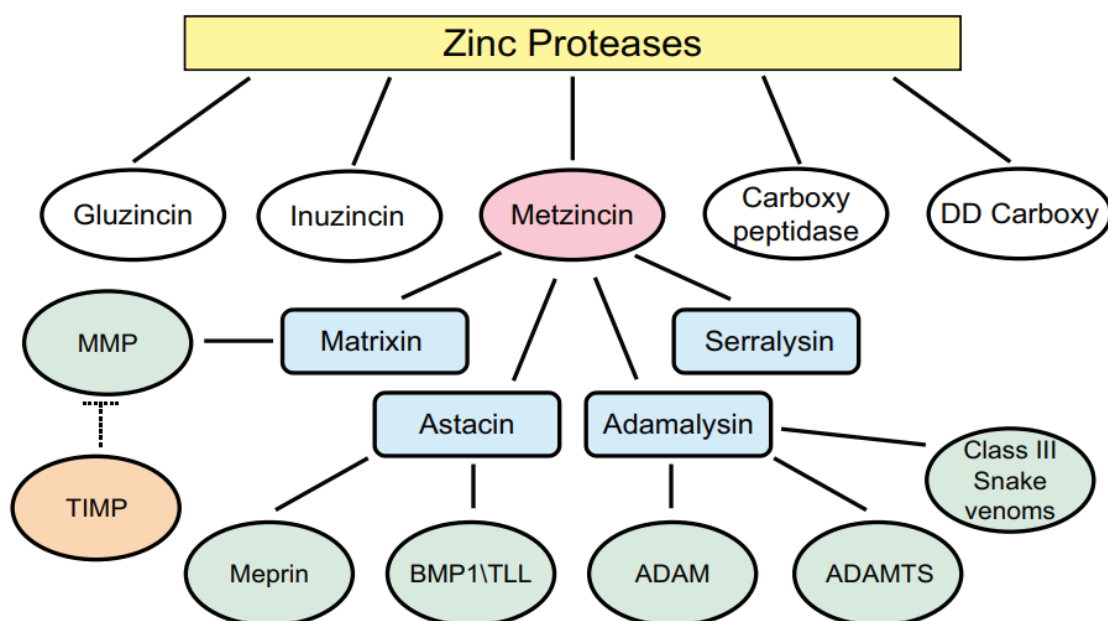 Zinc Proteases
Gluzincin
Inuzincin
Metzincin
Carboxy
peptidase
DD Carboxy
MMP
Matrixin
Serralysin
Astacin
Adamalysin
Class III
Snake
venoms
TIMP
Meprin
BMP1\TLL
ADAM
ADAMTS